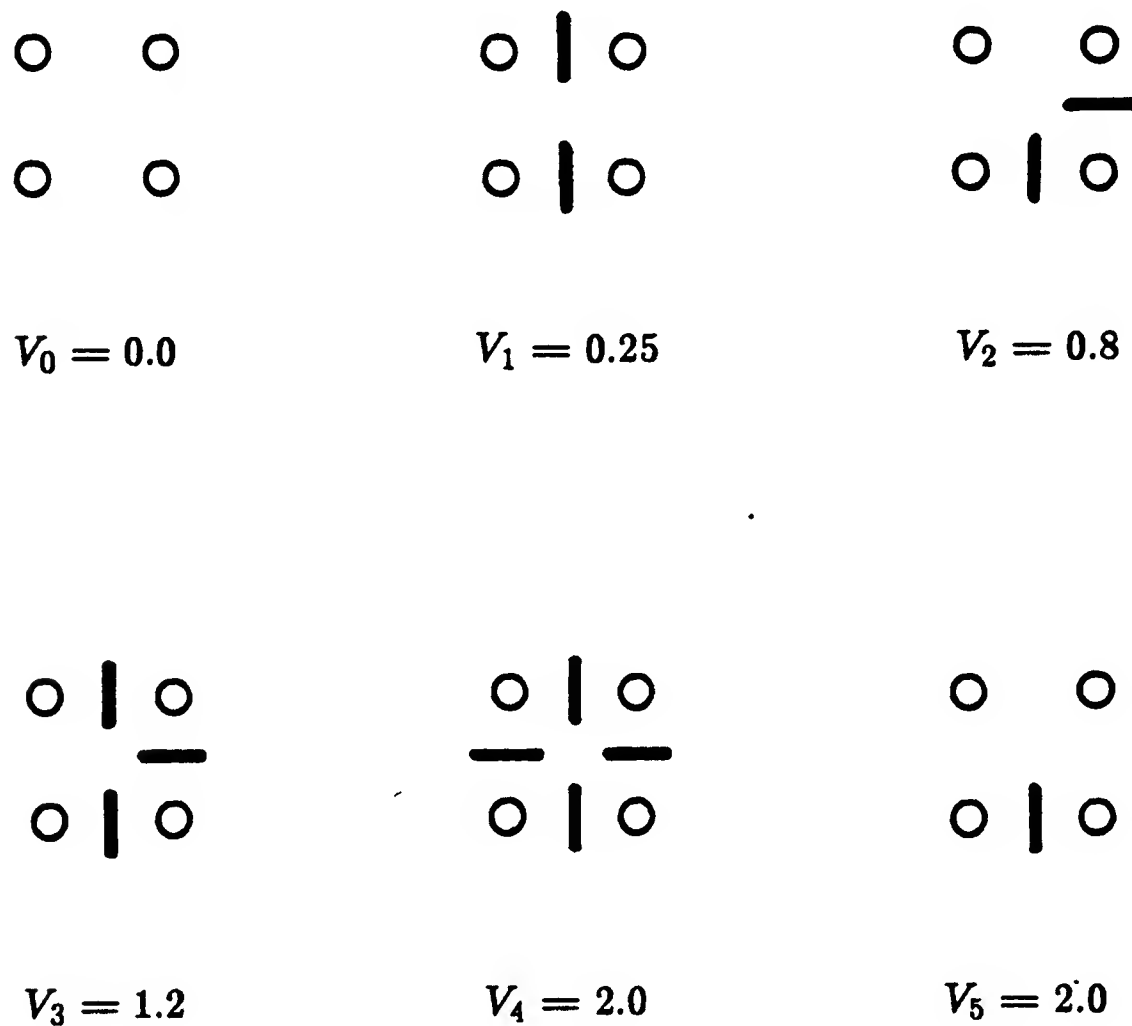 V₀ = 0.0
V₁ = 0.25
V₂ = 0.8
V₃ = 1.2
V₄ = 2.0
V₅ = 2.0